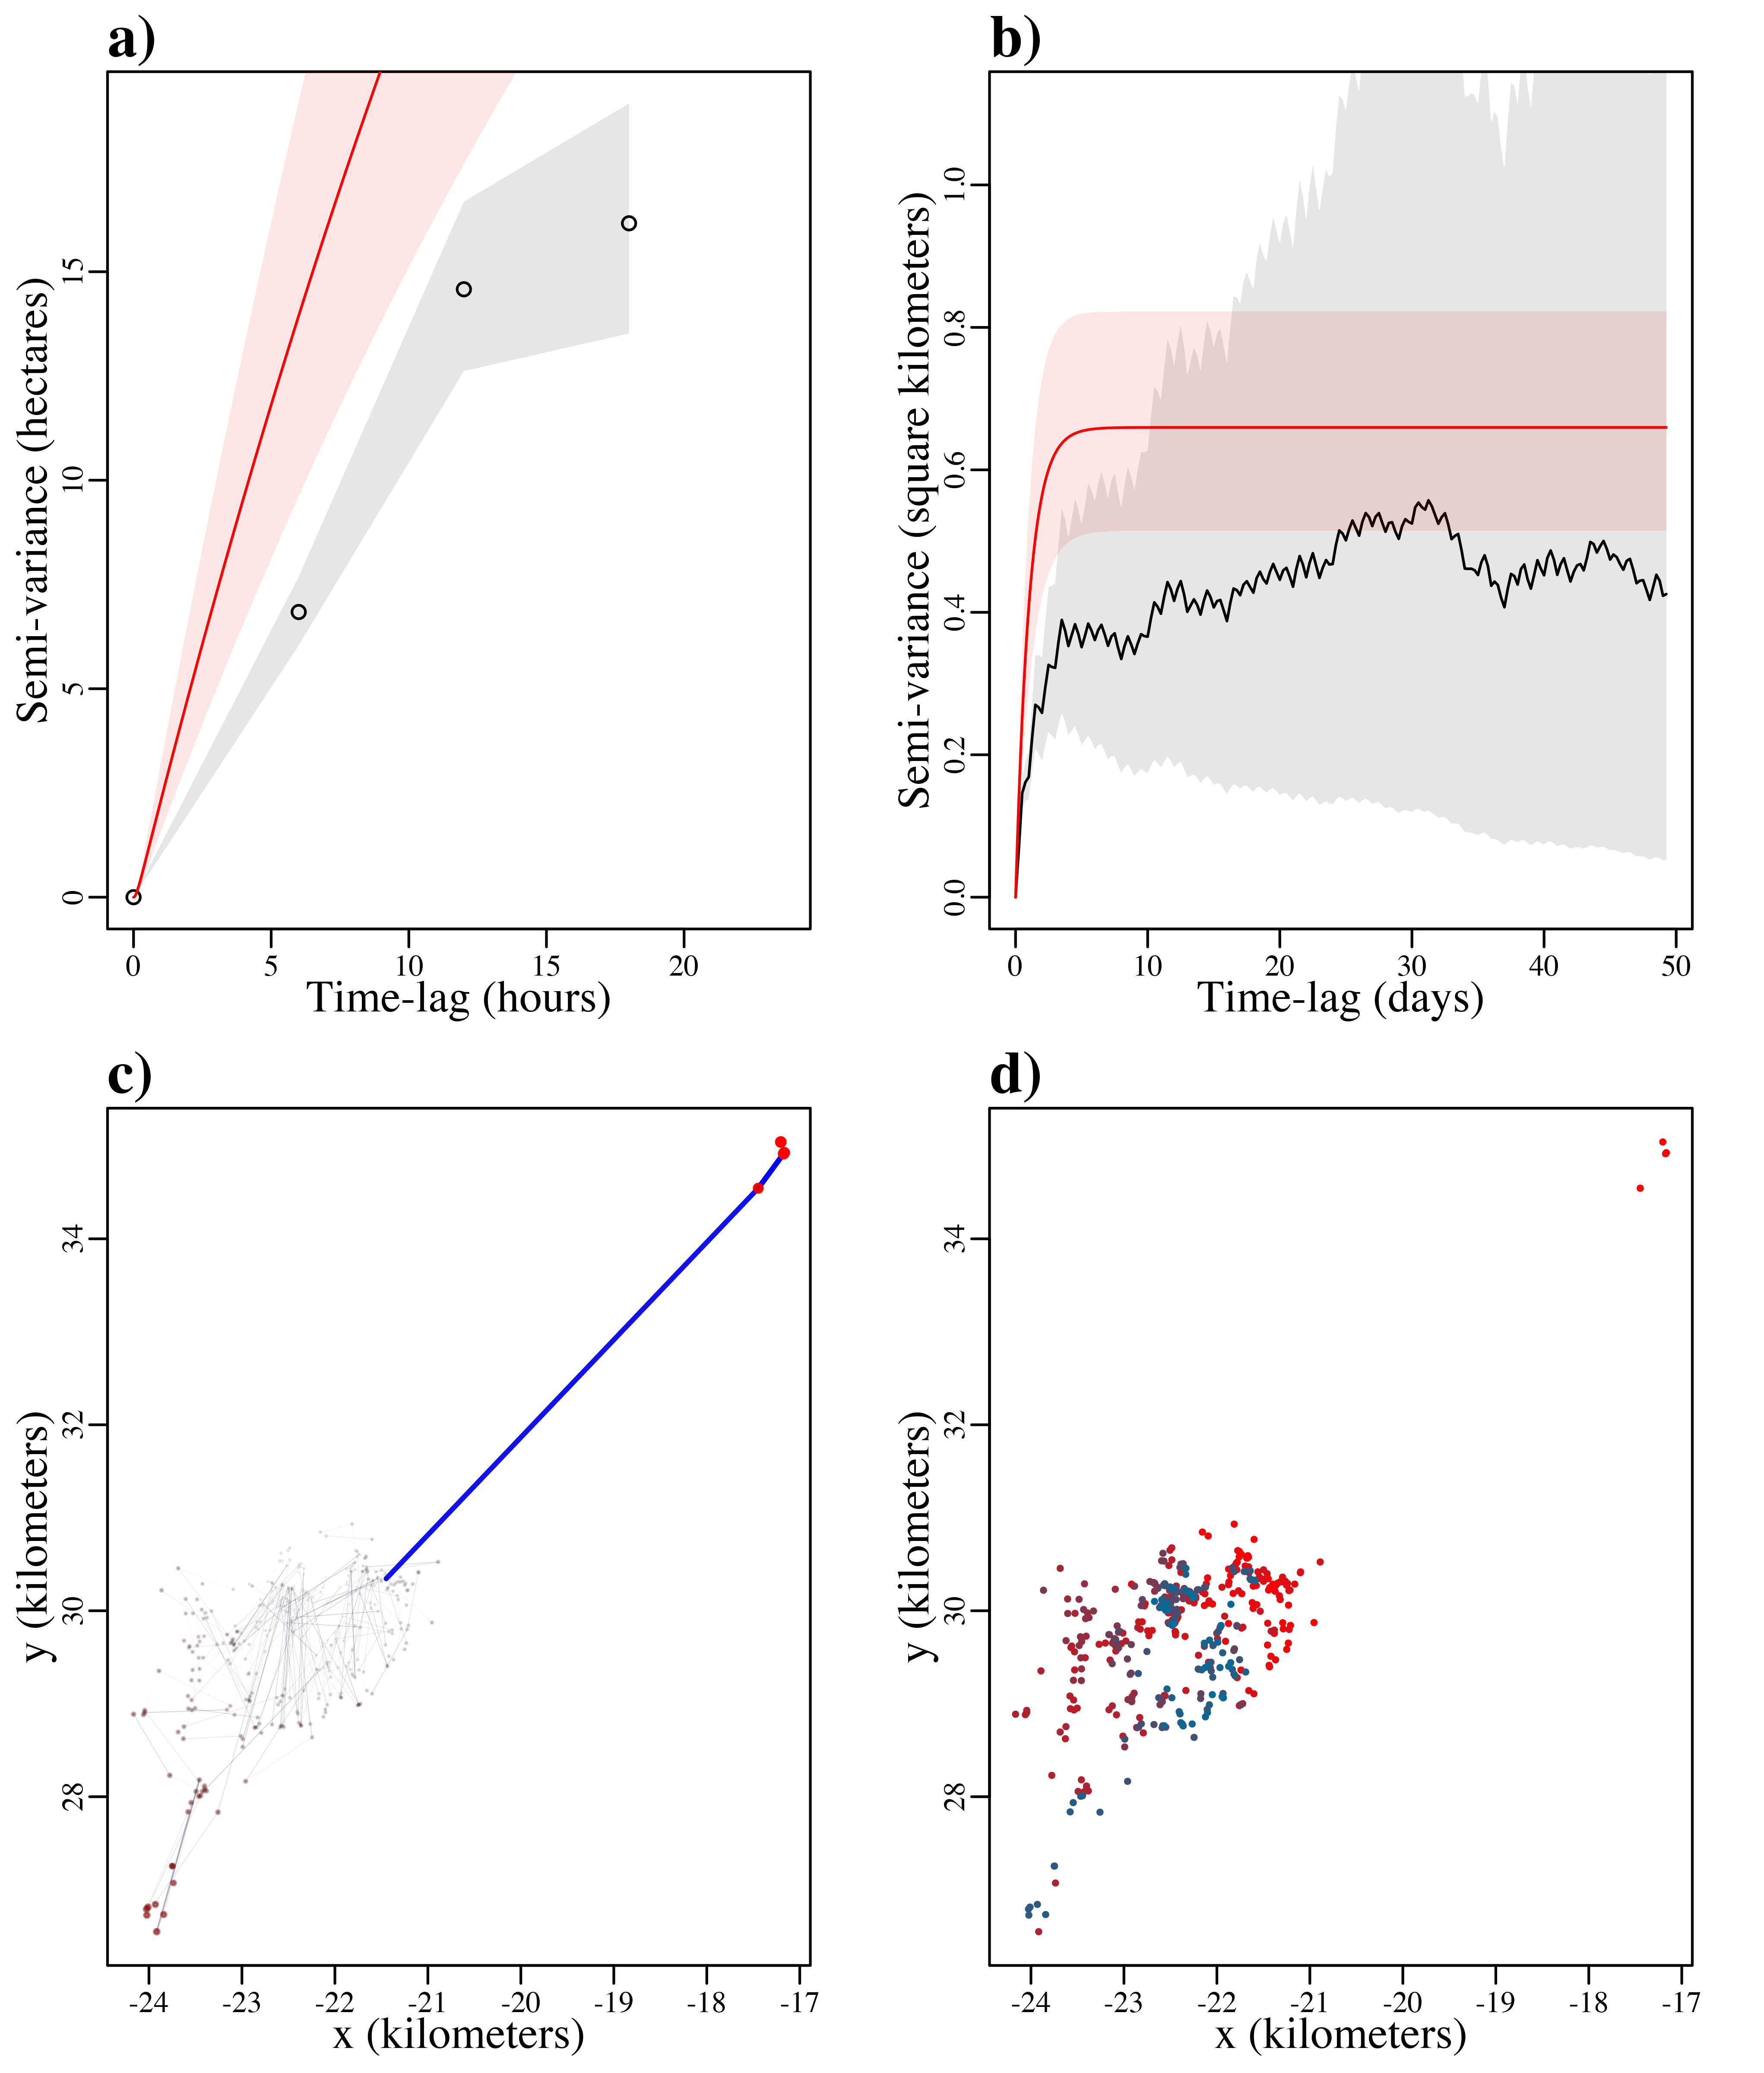 a)
Semi-variance (hectares)
0 5 10 15
0 5 10 15 20
Time-lag (hours)
b)
Semi-variance (square kilometers)
0.0 0.2 0.4 0.6 0.8 1.0
0 10 20 30 40 50
Time-lag (days)
c)
y (kilometers)
28 30 32 34
-24 -23 -22 -21 -20 -19 -18 -17
x (kilometers)
d)
y (kilometers)
28 30 32 34
-24 -23 -22 -21 -20 -19 -18 -17
x (kilometers)